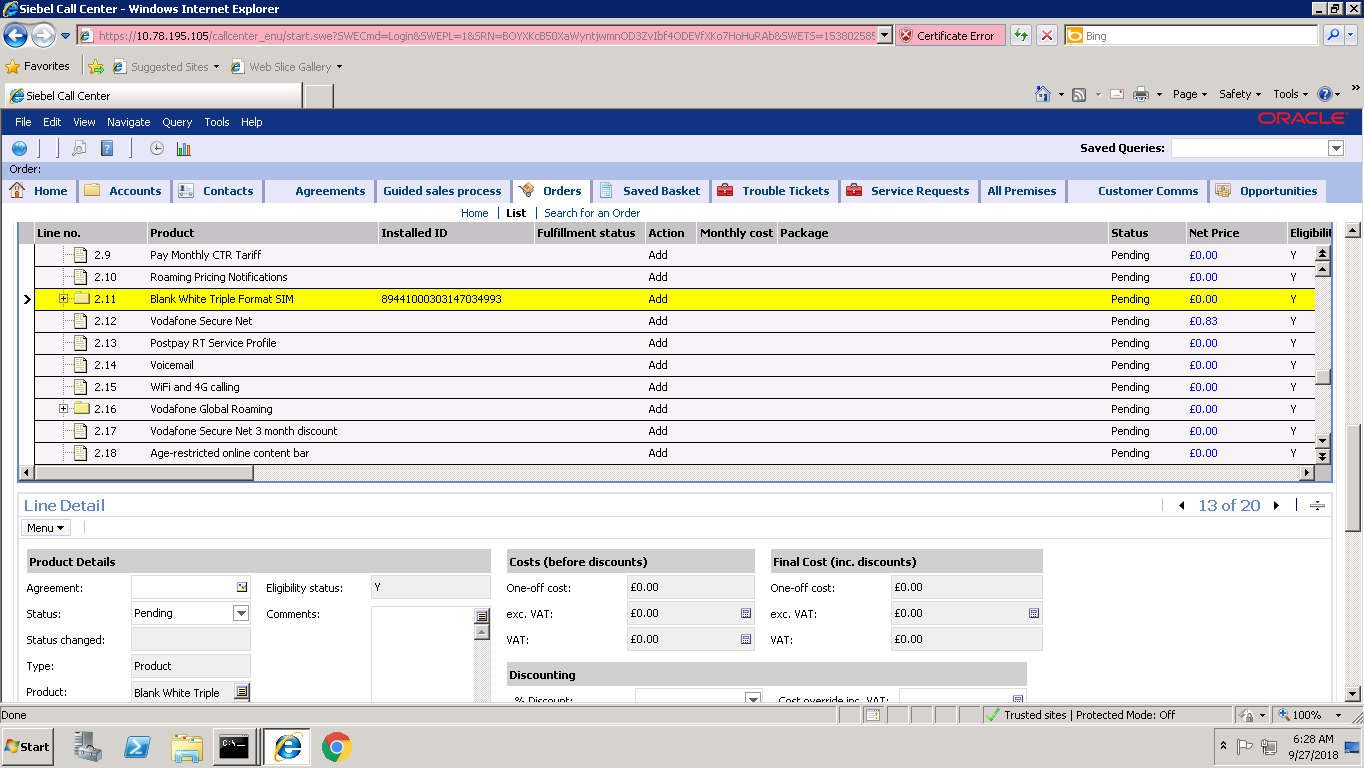 Siebel Call Center - Windows Internet Explorer
https://10.78.195.105/callcenter_enu/start.swe?SWECmd=Login&SWEPL=1&SRN=BOYXKcB50XaWyntjwmnOD3ZvIbf4ODEVfXKo7HoHuRAb&SWETS=153802585 Certificate Error Bing
Favorites Suggested Sites Web Slice Gallery
Siebel Call Center Page Safety Tools
File Edit View Navigate Query Tools Help ORACLE
Saved Queries:
Order:
Home Accounts Contacts Agreements Guided sales process Orders Saved Basket Trouble Tickets Service Requests All Premises Customer Comms Opportunities
Home List Search for an Order
Line no. Product Installed ID Fulfillment status Action Monthly cost Package Status Net Price Eligibilit
2.9 Pay Monthly CTR Tariff Add Pending £0.00 Y
2.10 Roaming Pricing Notifications Add Pending £0.00 Y
2.11 Blank White Triple Format SIM 89441000303147034993 Add Pending £0.00 Y
2.12 Vodafone Secure Net Add Pending £0.83 Y
2.13 Postpay RT Service Profile Add Pending £0.00 Y
2.14 Voicemail Add Pending £0.00 Y
2.15 WiFi and 4G calling Add Pending £0.00 Y
2.16 Vodafone Global Roaming Add Pending £0.00 Y
2.17 Vodafone Secure Net 3 month discount Add Pending £0.00 Y
2.18 Age-restricted online content bar Add Pending £0.00 Y
Line Detail 13 of 20
Menu
Product Details Costs (before discounts) Final Cost (inc. discounts)
Agreement: Eligibility status: Y One-off cost: £0.00 One-off cost: £0.00
Status: Pending Comments: exc. VAT: £0.00 exc. VAT: £0.00
Status changed: VAT: £0.00 VAT: £0.00
Type: Product Discounting
Product: Blank White Triple % Discount: Cost override inc. VAT:
Done Trusted sites | Protected Mode: Off 100%
Start C:\ 6:28 AM
9/27/2018